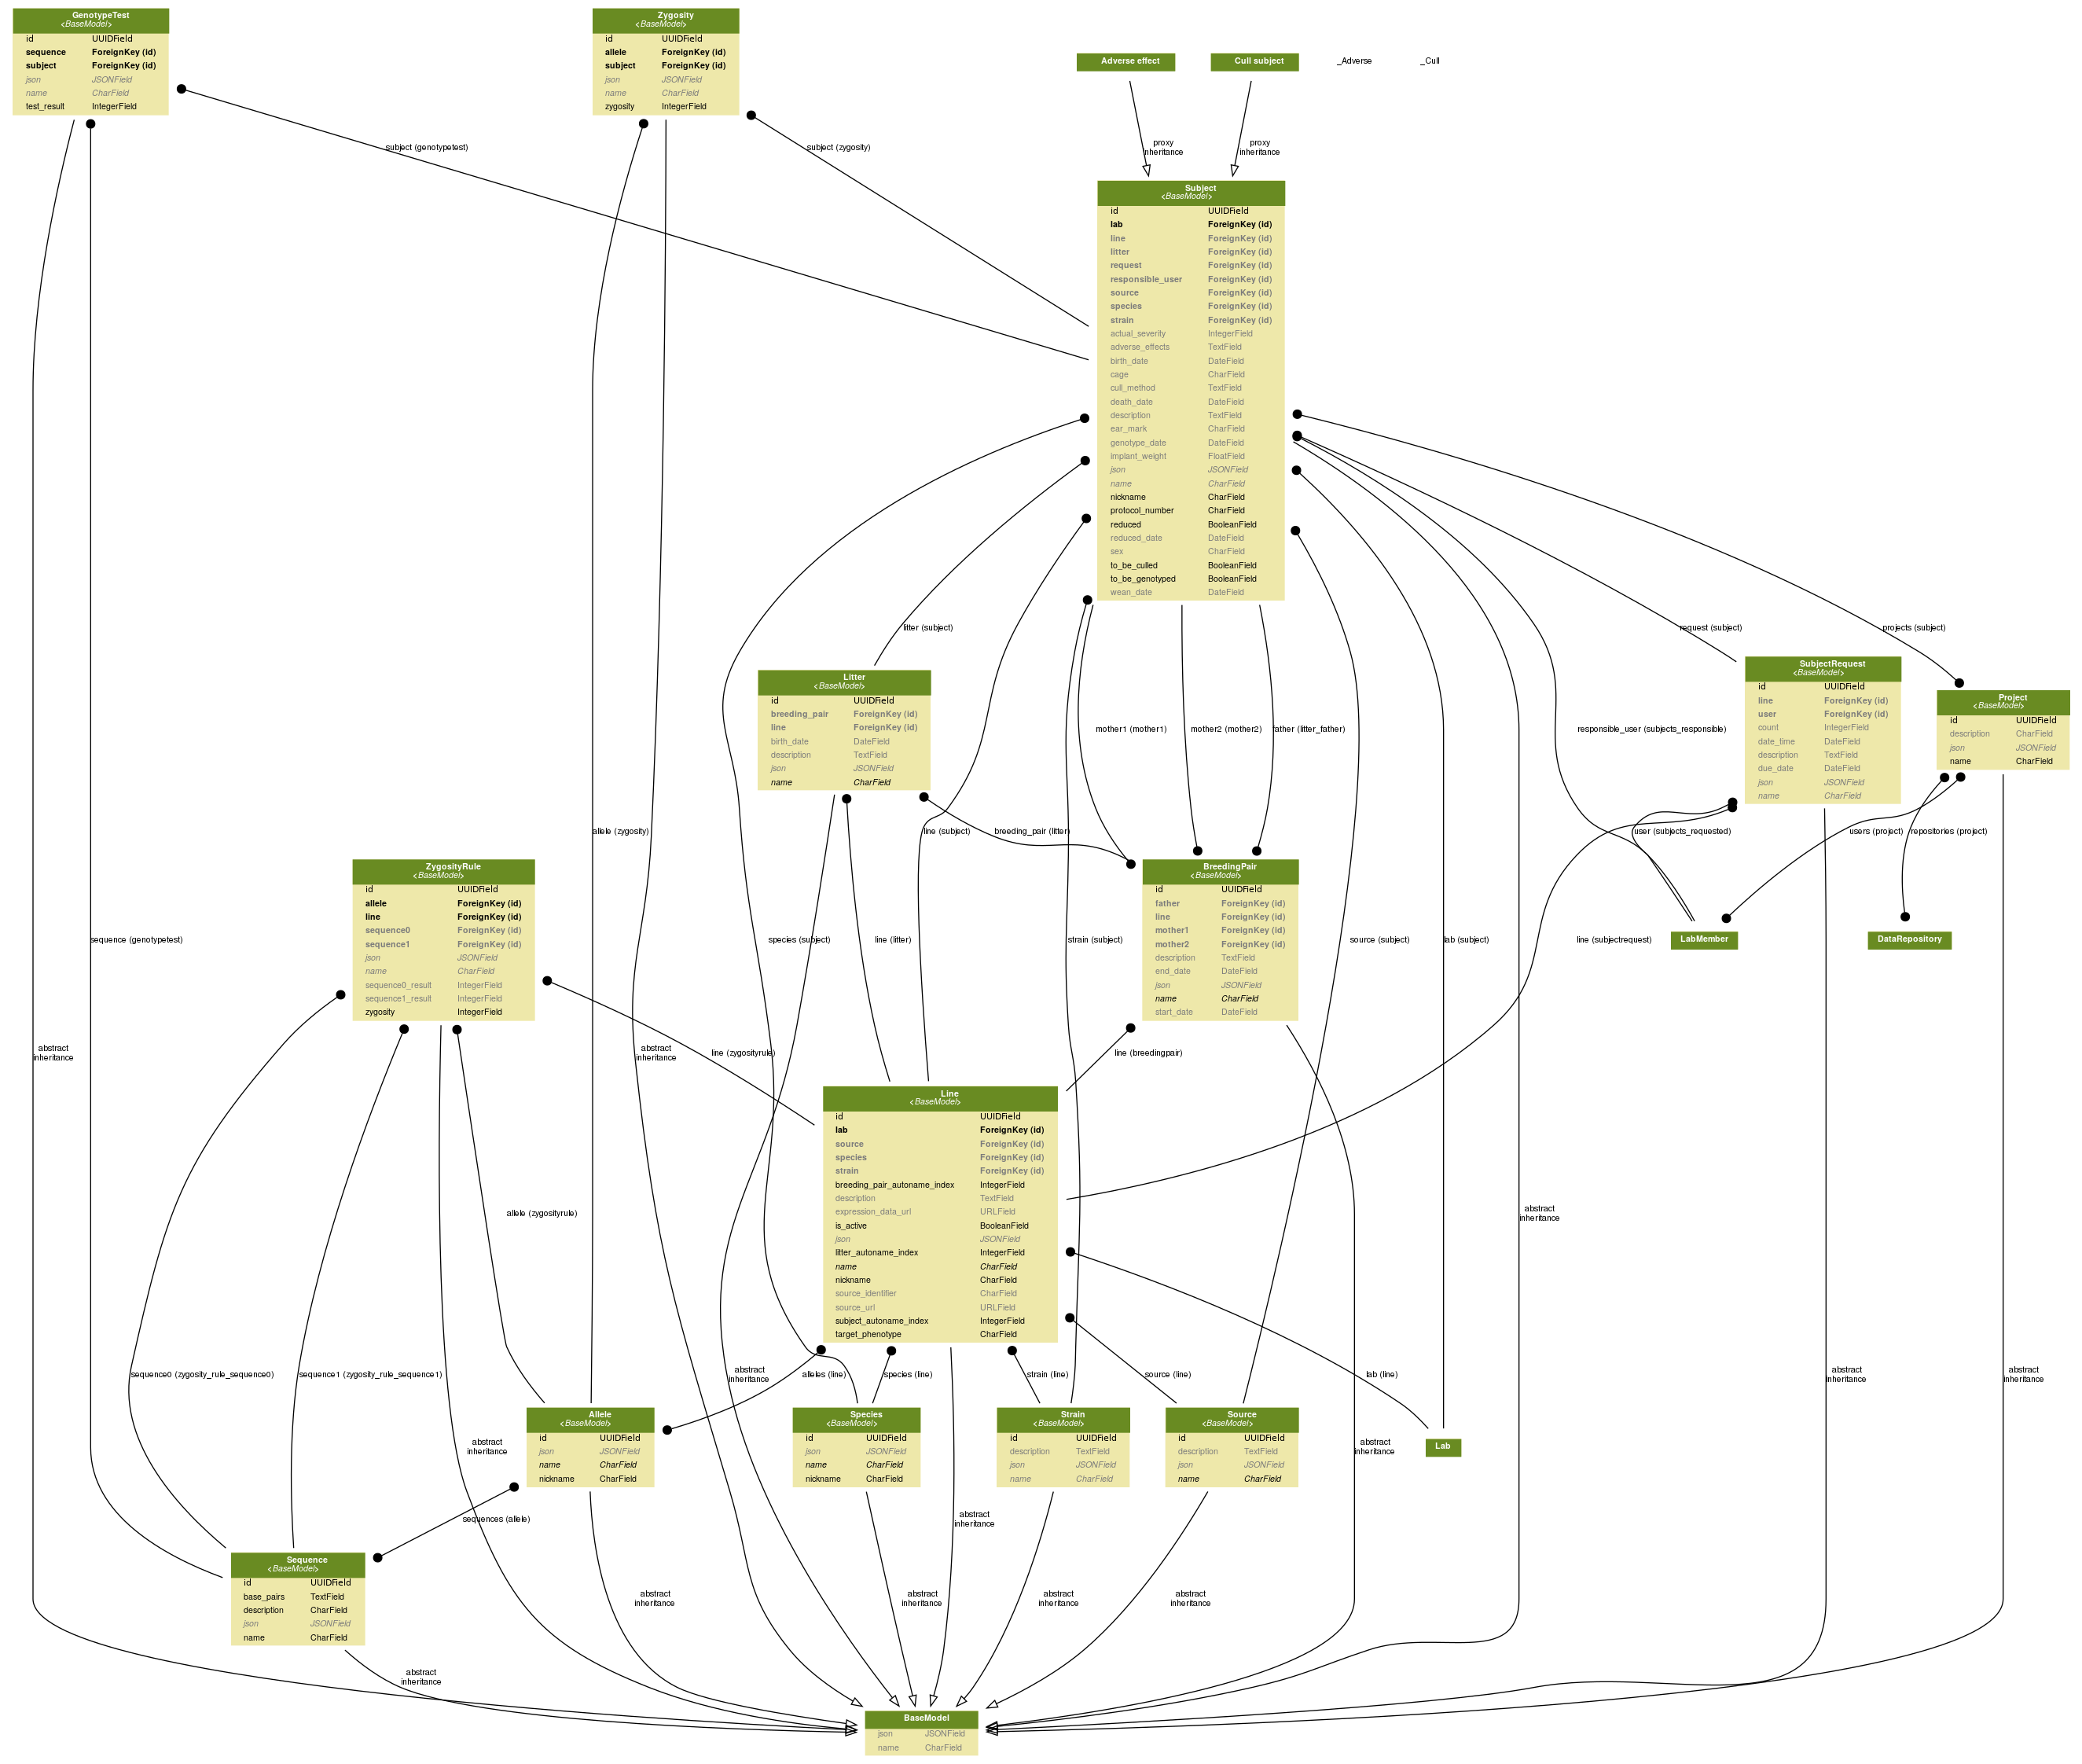 GenotypeTest
<BaseModel>
id UUIDField
sequence ForeignKey (id)
subject ForeignKey (id)
json JSONField
name CharField
test_result IntegerField
Zygosity
<BaseModel>
id UUIDField
allele ForeignKey (id)
subject ForeignKey (id)
json JSONField
name CharField
zygosity IntegerField
Adverse effect
Cull subject
_Adverse
_Cull
subject (genotypetest)
subject (zygosity)
proxy
inheritance
proxy
inheritance
Subject
<BaseModel>
id UUIDField
lab ForeignKey (id)
line ForeignKey (id)
litter ForeignKey (id)
request ForeignKey (id)
responsible_user ForeignKey (id)
source ForeignKey (id)
species ForeignKey (id)
strain ForeignKey (id)
actual_severity IntegerField
adverse_effects TextField
birth_date DateField
cage CharField
cull_method TextField
death_date DateField
description TextField
ear_mark CharField
genotype_date DateField
implant_weight FloatField
json JSONField
name CharField
nickname CharField
protocol_number CharField
reduced BooleanField
reduced_date DateField
sex CharField
to_be_culled BooleanField
to_be_genotyped BooleanField
wean_date DateField
litter (subject)
request (subject)
projects (subject)
Litter
<BaseModel>
id UUIDField
breeding_pair ForeignKey (id)
line ForeignKey (id)
birth_date DateField
description TextField
json JSONField
name CharField
mother1 (mother1)
mother2 (mother2)
father (litter_father)
responsible_user (subjects_responsible)
SubjectRequest
<BaseModel>
id UUIDField
line ForeignKey (id)
user ForeignKey (id)
count IntegerField
date_time DateField
description TextField
due_date DateField
json JSONField
name CharField
Project
<BaseModel>
id UUIDField
description CharField
json JSONField
name CharField
allele (zygosity)
line (subject)
breeding_pair (litter)
user (subjects_requested)
users (project)
repositories (project)
ZygosityRule
<BaseModel>
id UUIDField
allele ForeignKey (id)
line ForeignKey (id)
sequence0 ForeignKey (id)
sequence1 ForeignKey (id)
json JSONField
name CharField
sequence0_result IntegerField
sequence1_result IntegerField
zygosity IntegerField
BreedingPair
<BaseModel>
id UUIDField
father ForeignKey (id)
line ForeignKey (id)
mother1 ForeignKey (id)
mother2 ForeignKey (id)
description TextField
end_date DateField
json JSONField
name CharField
start_date DateField
sequence (genotypetest)
species (subject)
line (litter)
strain (subject)
source (subject)
lab (subject)
line (subjectrequest)
LabMember
DataRepository
abstract
inheritance
abstract
inheritance
line (zygosityrule)
line (breedingpair)
Line
<BaseModel>
id UUIDField
lab ForeignKey (id)
source ForeignKey (id)
species ForeignKey (id)
strain ForeignKey (id)
breeding_pair_autoname_index IntegerField
description TextField
expression_data_url URLField
is_active BooleanField
json JSONField
litter_autoname_index IntegerField
name CharField
nickname CharField
source_identifier CharField
source_url URLField
subject_autoname_index IntegerField
target_phenotype CharField
allele (zygosityrule)
abstract
inheritance
sequence0 (zygosity_rule_sequence0)
sequence1 (zygosity_rule_sequence1)
abstract
inheritance
alleles (line)
species (line)
strain (line)
source (line)
lab (line)
abstract
inheritance
abstract
inheritance
abstract
inheritance
Allele
<BaseModel>
id UUIDField
json JSONField
name CharField
nickname CharField
Species
<BaseModel>
id UUIDField
json JSONField
name CharField
nickname CharField
Strain
<BaseModel>
id UUIDField
description TextField
json JSONField
name CharField
Source
<BaseModel>
id UUIDField
description TextField
json JSONField
name CharField
Lab
abstract
inheritance
sequences (allele)
abstract
inheritance
Sequence
<BaseModel>
id UUIDField
base_pairs TextField
description CharField
json JSONField
name CharField
abstract
inheritance
abstract
inheritance
abstract
inheritance
abstract
inheritance
abstract
inheritance
BaseModel
json JSONField
name CharField